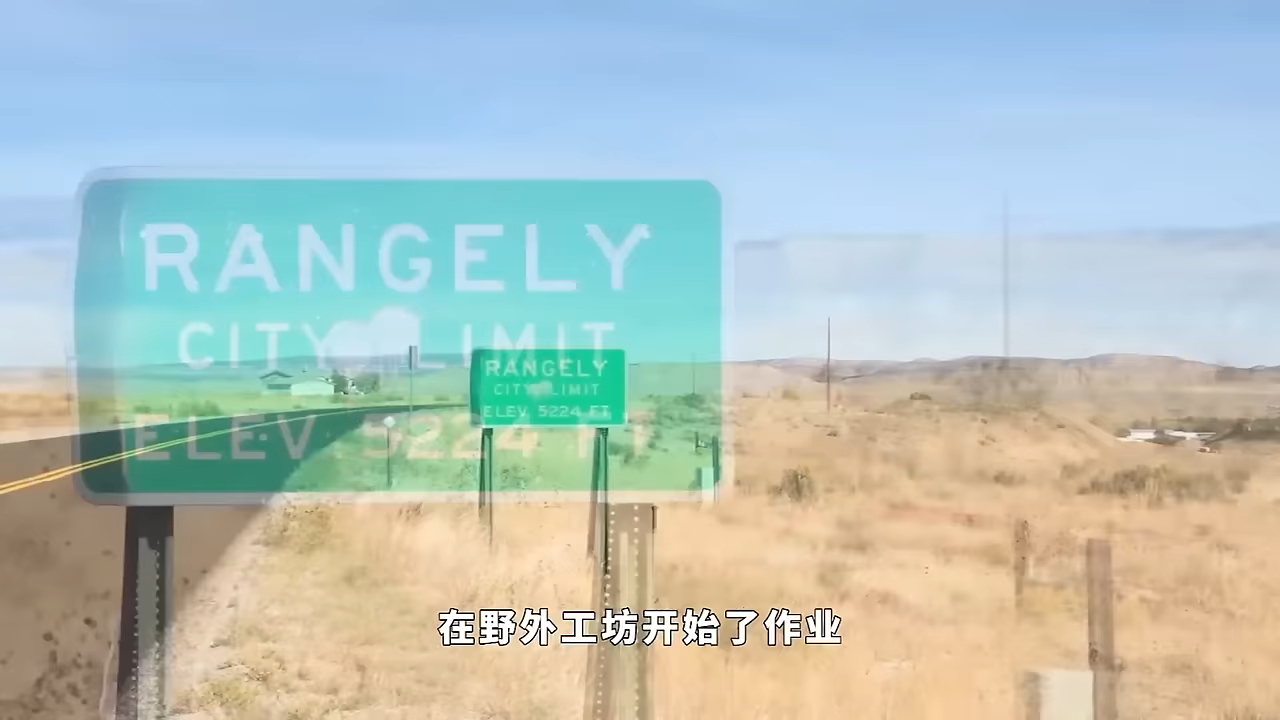 RANGELY
CITY LIMIT
ELEV 5224 FT
RANGELY
CITY LIMIT
ELEV 5224 FT
在野外工坊开始了作业